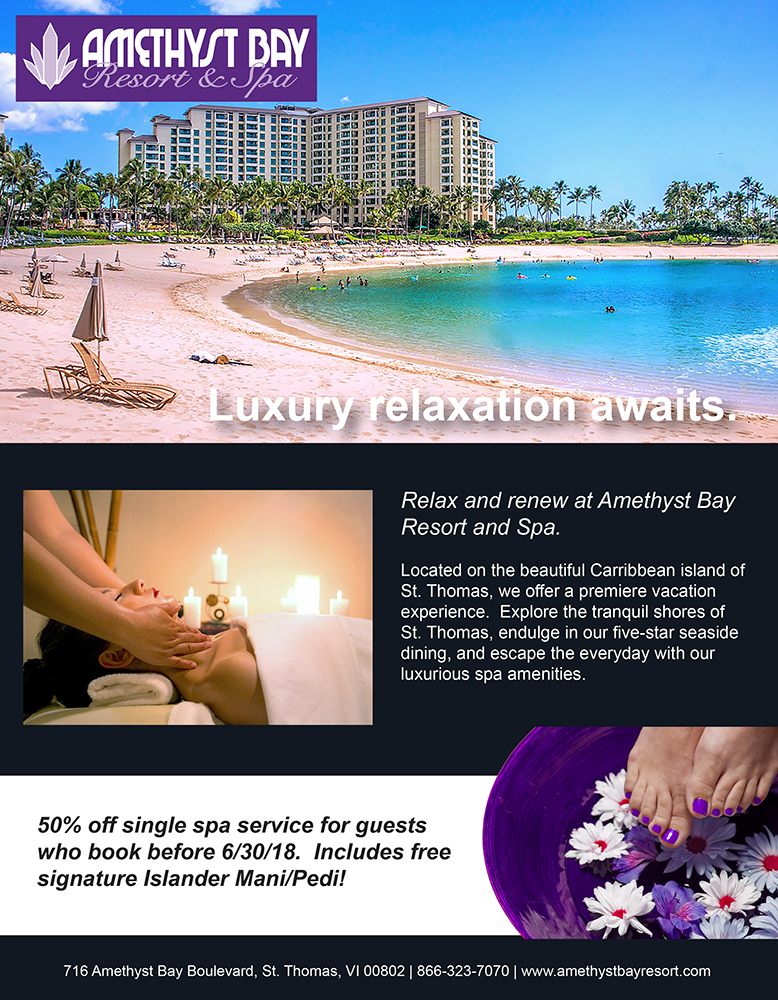 AMETHYST BAY
Resort & Spa
Luxury relaxation awaits.
Relax and renew at Amethyst Bay
Resort and Spa.
Located on the beautiful Carribbean island of
St. Thomas, we offer a premiere vacation
experience.  Explore the tranquil shores of
St. Thomas, endulge in our five-star seaside
dining, and escape the everyday with our
luxurious spa amenities.
50% off single spa service for guests
who book before 6/30/18.  Includes free
signature Islander Mani/Pedi!
716 Amethyst Bay Boulevard, St. Thomas, VI 00802 | 866-323-7070 | www.amethystbayresort.com